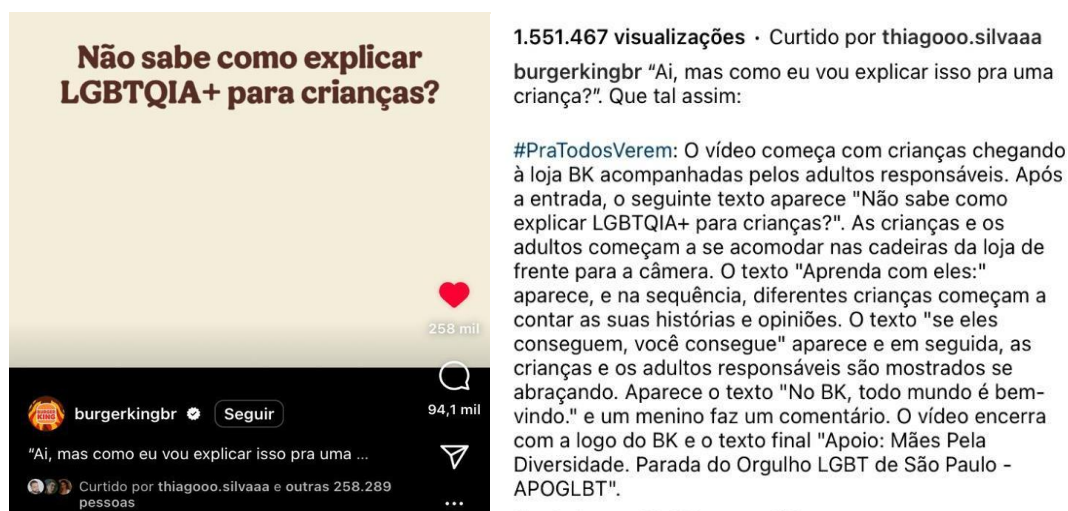 Não sabe como explicar
LGBTQIA+ para crianças?
258 mil
94,1 mil
BURGER
KING
burgerkingbr
Seguir
"Ai, mas como eu vou explicar isso pra uma ...
Curtido por thiagooo.silvaaa e outras 258.289
pessoas
1.551.467 visualizações · Curtido por thiagooo.silvaaa
burgerkingbr “Ai, mas como eu vou explicar isso pra uma
criança?”. Que tal assim:
#PraTodosVerem: O vídeo começa com crianças chegando
à loja BK acompanhadas pelos adultos responsáveis. Após
a entrada, o seguinte texto aparece "Não sabe como
explicar LGBTQIA+ para crianças?". As crianças e os
adultos começam a se acomodar nas cadeiras da loja de
frente para a câmera. O texto "Aprenda com eles:"
aparece, e na sequência, diferentes crianças começam a
contar as suas histórias e opiniões. O texto "se eles
conseguem, você consegue" aparece e em seguida, as
crianças e os adultos responsáveis são mostrados se
abraçando. Aparece o texto "No BK, todo mundo é bem-
vindo." e um menino faz um comentário. O vídeo encerra
com a logo do BK e o texto final "Apoio: Mães Pela
Diversidade. Parada do Orgulho LGBT de São Paulo -
APOGLBT".